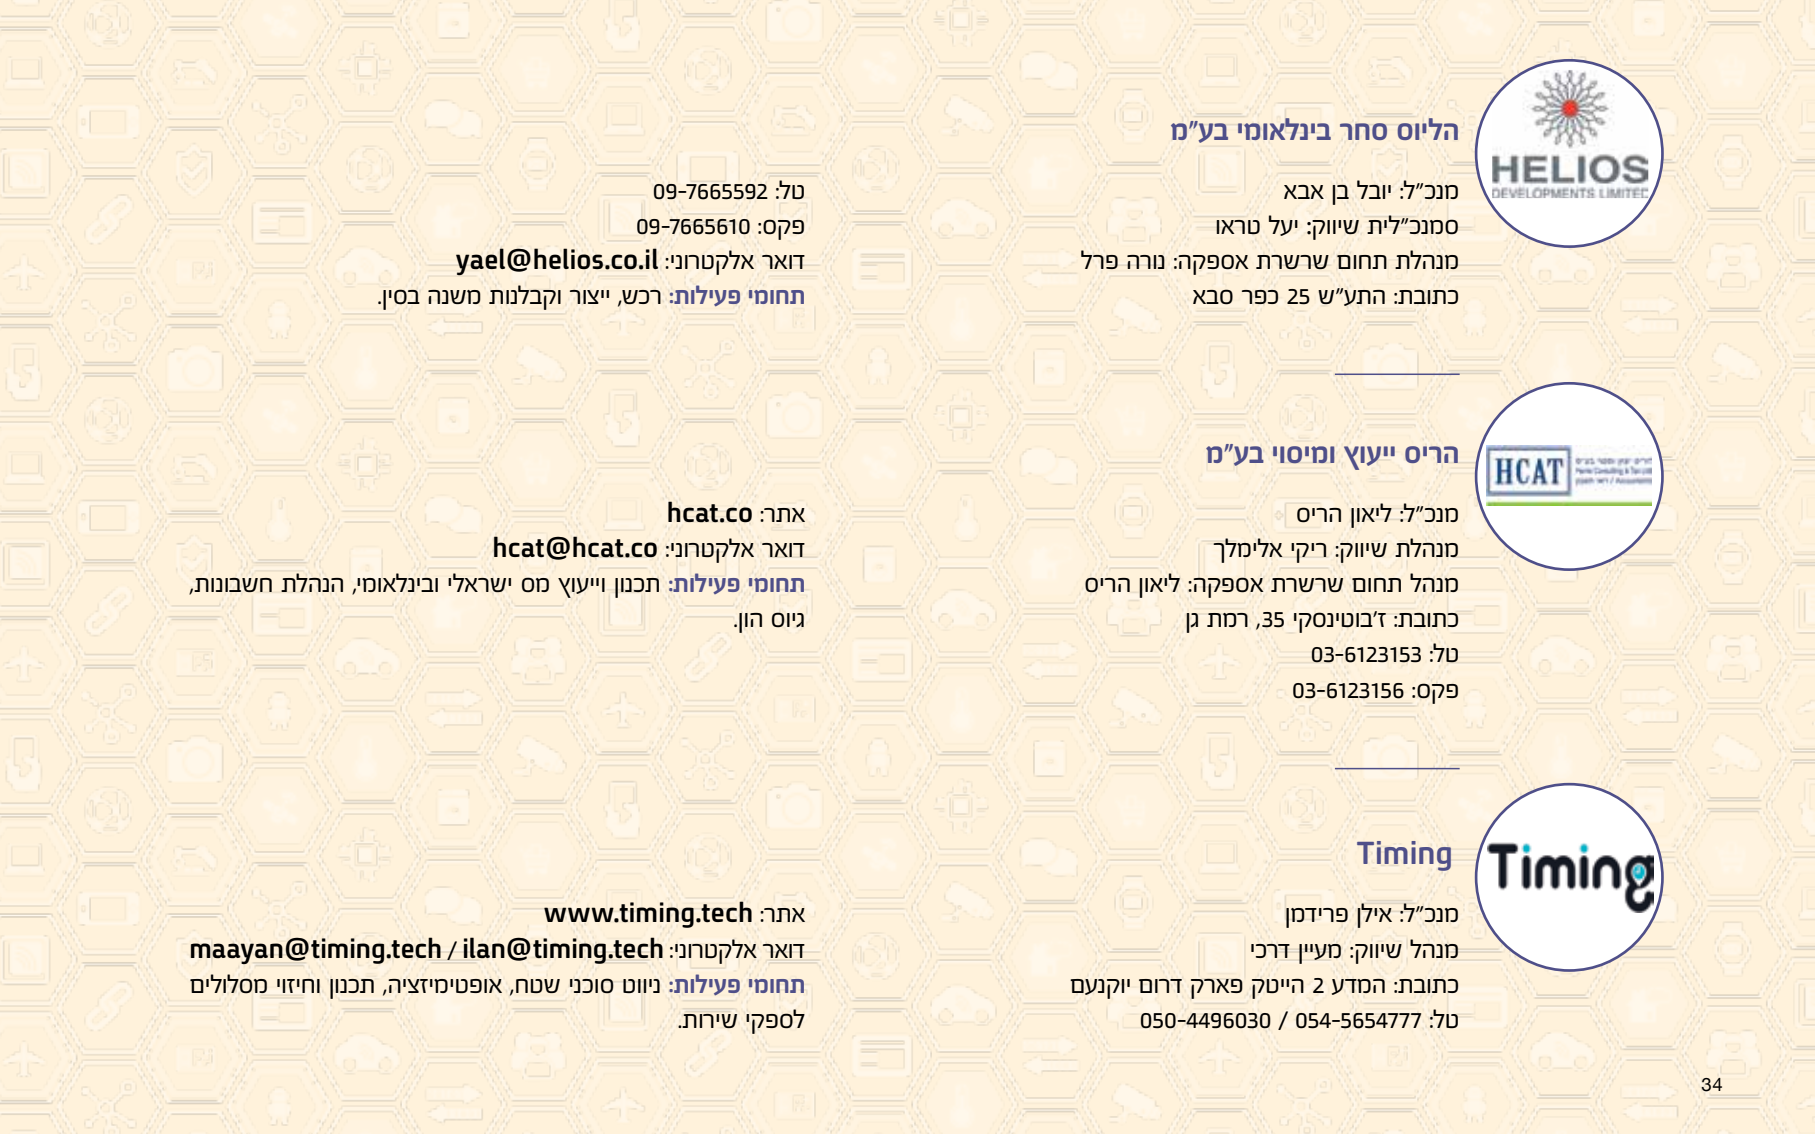 HELIOS
DEVELOPMENTS LIMITED
הליוס סחר בינלאומי בע"מ
מנכ"ל: יובל בן אבא
סמנכ"לית שיווק: יעל טראו
מנהלת תחום שרשרת אספקה: נורה פרל
כתובת: התע"ש 25 כפר סבא
טל: 09-7665592
פקס: 09-7665610
דואר אלקטרוני: yael@helios.co.il
תחומי פעילות: רכש, ייצור וקבלנות משנה בסין.
HCAT
הריס ייעוץ ומיסוי בע"מ
מנכ"ל: ליאון הריס
מנהלת שיווק: ריקי אלימלך
מנהל תחום שרשרת אספקה: ליאון הריס
כתובת: ז'בוטינסקי 35, רמת גן
טל: 03-6123153
פקס: 03-6123156
אתר: hcat.co
דואר אלקטרוני: hcat@hcat.co
תחומי פעילות: תכנון וייעוץ מס ישראלי ובינלאומי, הנהלת חשבונות,
גיוס הון.
Timing
Timing
מנכ"ל: אילן פרידמן
מנהל שיווק: מעיין דרכי
כתובת: המדע 2 הייטק פארק דרום יוקנעם
טל: 054-5654777 / 050-4496030
אתר: www.timing.tech
דואר אלקטרוני: maayan@timing.tech / ilan@timing.tech
תחומי פעילות: ניווט סוכני שטח, אופטימיזציה, תכנון וחיזוי מסלולים
לספקי שירות.
34